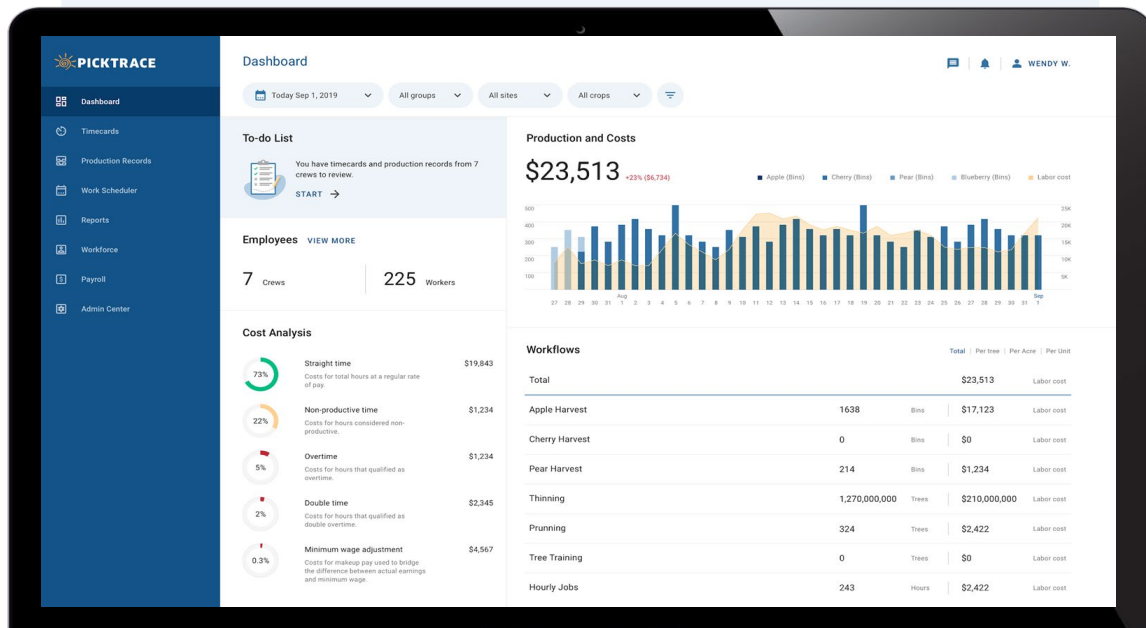 PICKTRACE
Dashboard
Timecards
Production Records
Work Scheduler
Reports
Workforce
Payroll
Admin Center
Dashboard
WENDY W.
Today Sep 1, 2019
All groups
All sites
All crops
To-do List
You have timecards and production records from 7
crews to review.
START →
Employees VIEW MORE
7 Crews
225 Workers
Cost Analysis
73%
Straight time $19,843
Costs for total hours at a regular rate
of pay.
22%
Non-productive time $1,234
Costs for hours considered non-
productive.
5%
Overtime $1,234
Costs for hours that qualified as
overtime.
2%
Double time $2,345
Costs for hours that qualified as
double overtime.
0.3%
Minimum wage adjustment $4,567
Costs for makeup pay used to bridge
the difference between actual earnings
and minimum wage.
Production and Costs
$23,513 +23% ($6,734)
Apple (Bins) Cherry (Bins) Pear (Bins) Blueberry (Bins) Labor cost
500 25K
400 20K
300 15K
200 10K
100 5K
Aug Sep
27 28 29 30 31 1 2 3 4 5 6 7 8 9 10 11 12 13 14 15 16 17 18 19 20 21 22 23 24 25 26 27 28 29 30 31 1
Workflows
Total | Per tree | Per Acre | Per Unit
Total $23,513 Labor cost
Apple Harvest 1638 Bins $17,123 Labor cost
Cherry Harvest 0 Bins $0 Labor cost
Pear Harvest 214 Bins $1,234 Labor cost
Thinning 1,270,000,000 Trees $210,000,000 Labor cost
Prunning 324 Trees $2,422 Labor cost
Tree Training 0 Trees $0 Labor cost
Hourly Jobs 243 Hours $2,422 Labor cost